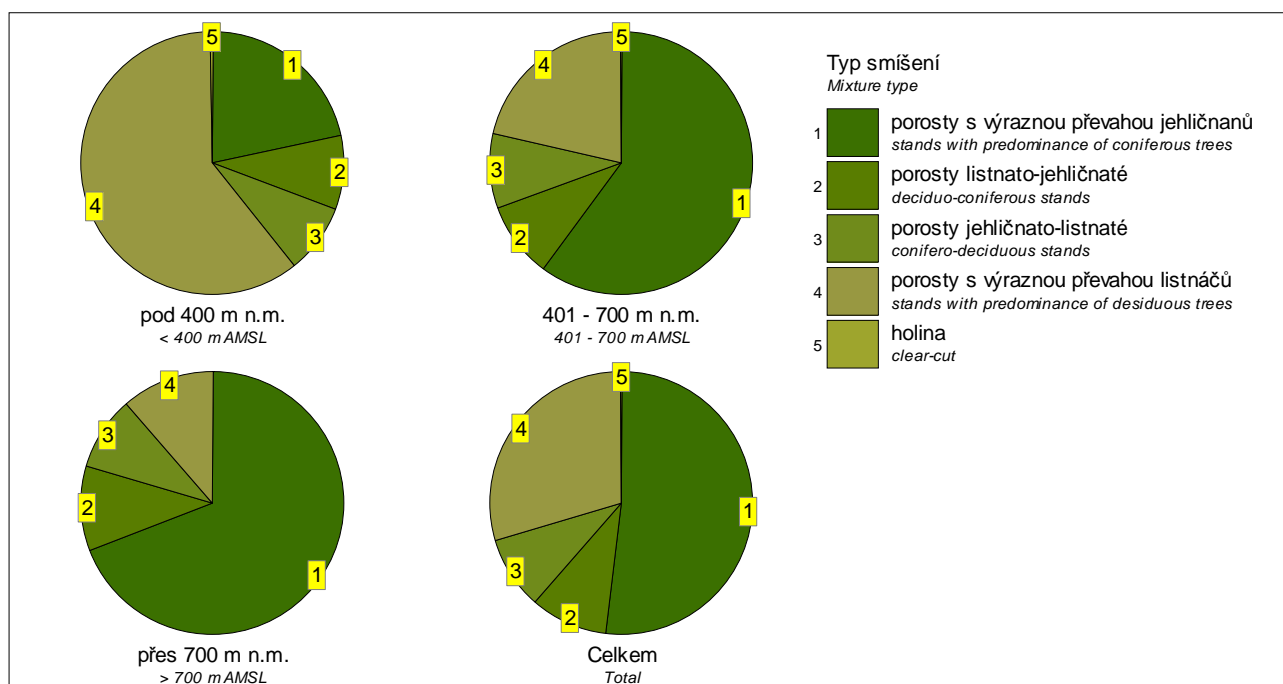 5
1
2
3
4
pod 400 m n.m.
< 400 m AMSL
5
4
3
2
1
401 - 700 m n.m.
401 - 700 m AMSL
4
3
2
1
přes 700 m n.m.
> 700 m AMSL
5
4
3
2
1
Celkem
Total
Typ smíšení
Mixture type
1 porosty s výraznou převahou jehličnanů
stands with predominance of coniferous trees
2 porosty listnato-jehličnaté
deciduo-coniferous stands
3 porosty jehličnato-listnaté
conifero-deciduous stands
4 porosty s výraznou převahou listnáčů
stands with predominance of desiduous trees
5 holina
clear-cut